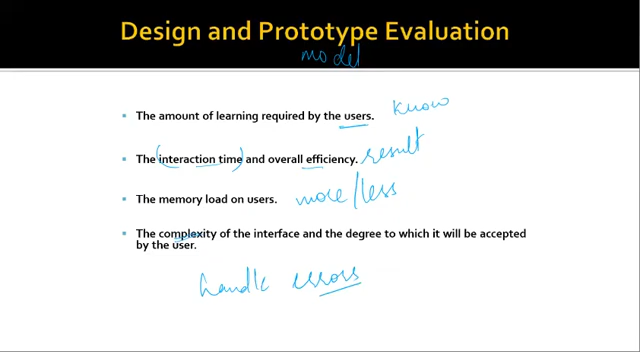 Design and Prototype Evaluation
model
The amount of learning required by the users. know
The (interaction time) and overall efficiency. result
The memory load on users. more/less
The complexity of the interface and the degree to which it will be accepted
by the user.
handle errors